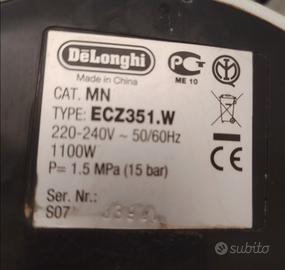 DeLonghi
Made in China
ME 10
CAT. MN
TYPE: ECZ351.W
220-240V ~ 50/60Hz
1100W
P= 1.5 MPa (15 bar)
Ser. Nr.:
S07
subito